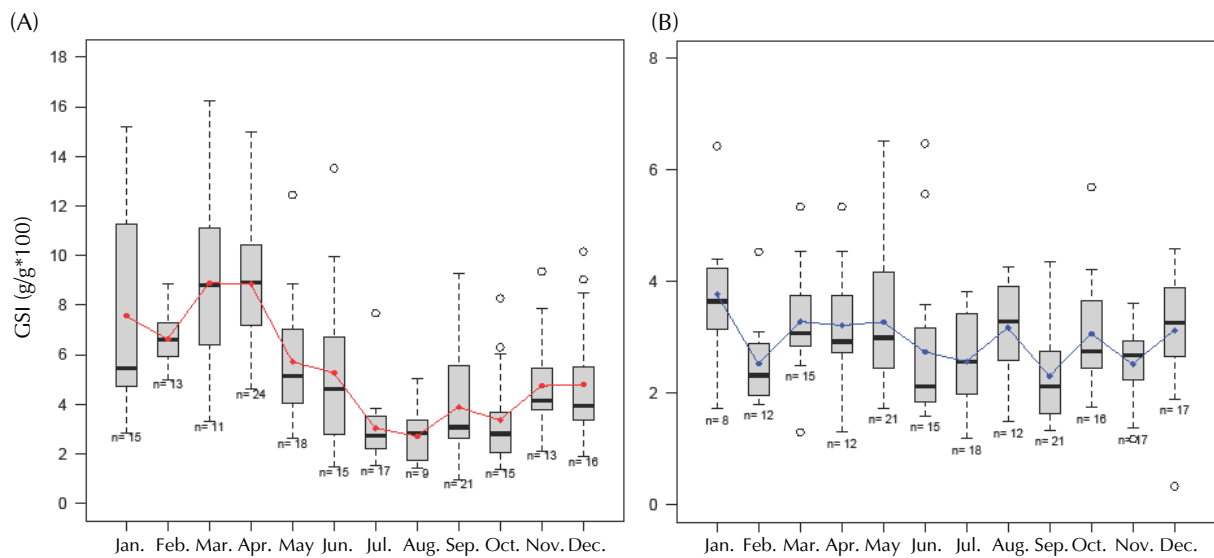 (A)
GSI (g/g*100)
18
16
14
12
10
8
6
4
2
0
n= 15
n= 13
n= 11
n= 24
n= 18
n= 15
n= 17
n= 9
n= 21
n= 15
n= 13
n= 16
Jan. Feb. Mar. Apr. May Jun. Jul. Aug. Sep. Oct. Nov. Dec.
(B)
8
6
4
2
0
n= 8
n= 12
n= 15
n= 12
n= 21
n= 15
n= 18
n= 12
n= 21
n= 16
n= 17
n= 17
Jan. Feb. Mar. Apr. May Jun. Jul. Aug. Sep. Oct. Nov. Dec.